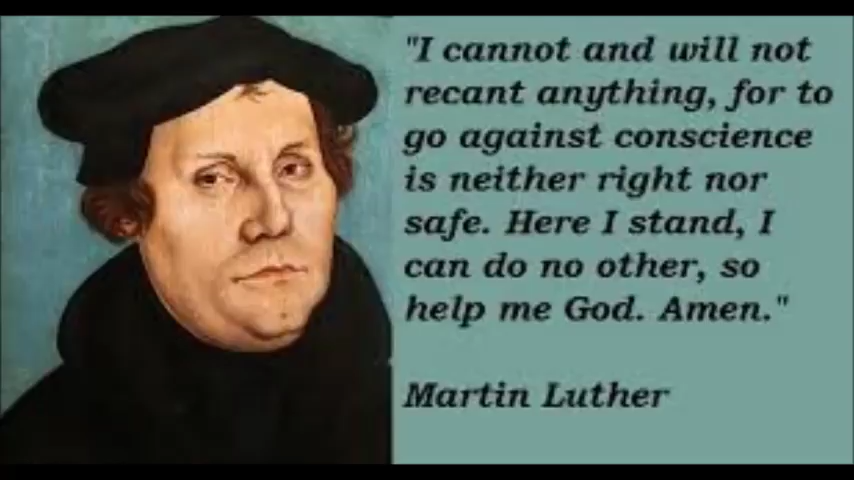 "I cannot and will not
recant anything, for to
go against conscience
is neither right nor
safe. Here I stand, I
can do no other, so
help me God. Amen."
Martin Luther